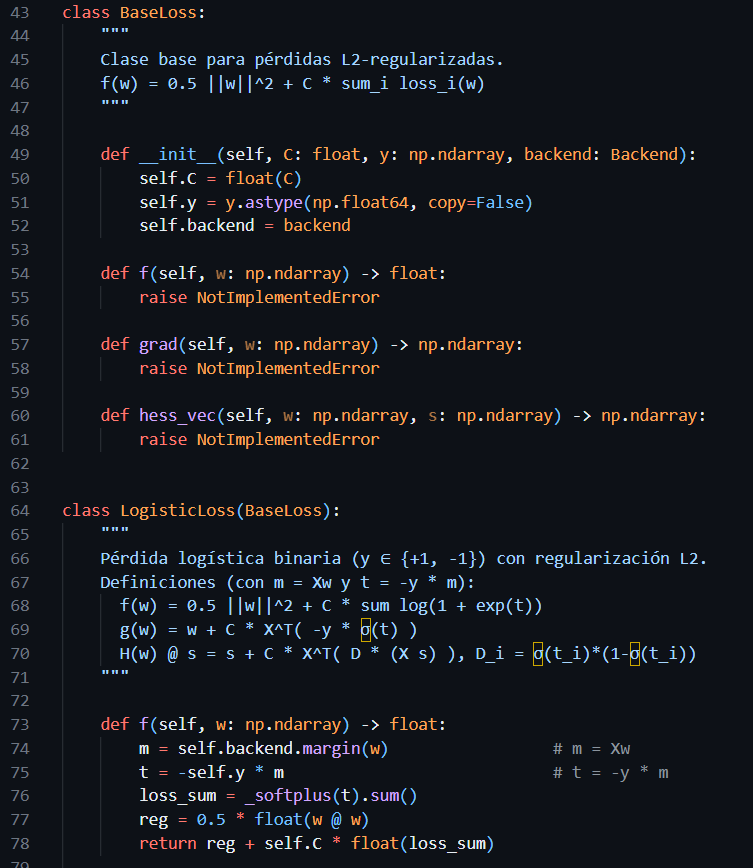 43 class BaseLoss:
44     """
45     Clase base para pérdidas L2-regularizadas.
46     f(w) = 0.5 ||w||^2 + C * sum_i loss_i(w)
47     """
48
49     def __init__(self, C: float, y: np.ndarray, backend: Backend):
50         self.C = float(C)
51         self.y = y.astype(np.float64, copy=False)
52         self.backend = backend
53
54     def f(self, w: np.ndarray) -> float:
55         raise NotImplementedError
56
57     def grad(self, w: np.ndarray) -> np.ndarray:
58         raise NotImplementedError
59
60     def hess_vec(self, w: np.ndarray, s: np.ndarray) -> np.ndarray:
61         raise NotImplementedError
62
63
64 class LogisticLoss(BaseLoss):
65     """
66     Pérdida logística binaria (y ∈ {+1, -1}) con regularización L2.
67     Definiciones (con m = Xw y t = -y * m):
68       f(w) = 0.5 ||w||^2 + C * sum log(1 + exp(t))
69       g(w) = w + C * X^T( -y * σ(t) )
70       H(w) @ s = s + C * X^T( D * (X s) ), D_i = σ(t_i)*(1-σ(t_i))
71     """
72
73     def f(self, w: np.ndarray) -> float:
74         m = self.backend.margin(w)                 # m = Xw
75         t = -self.y * m                            # t = -y * m
76         loss_sum = _softplus(t).sum()
77         reg = 0.5 * float(w @ w)
78         return reg + self.C * float(loss_sum)
79